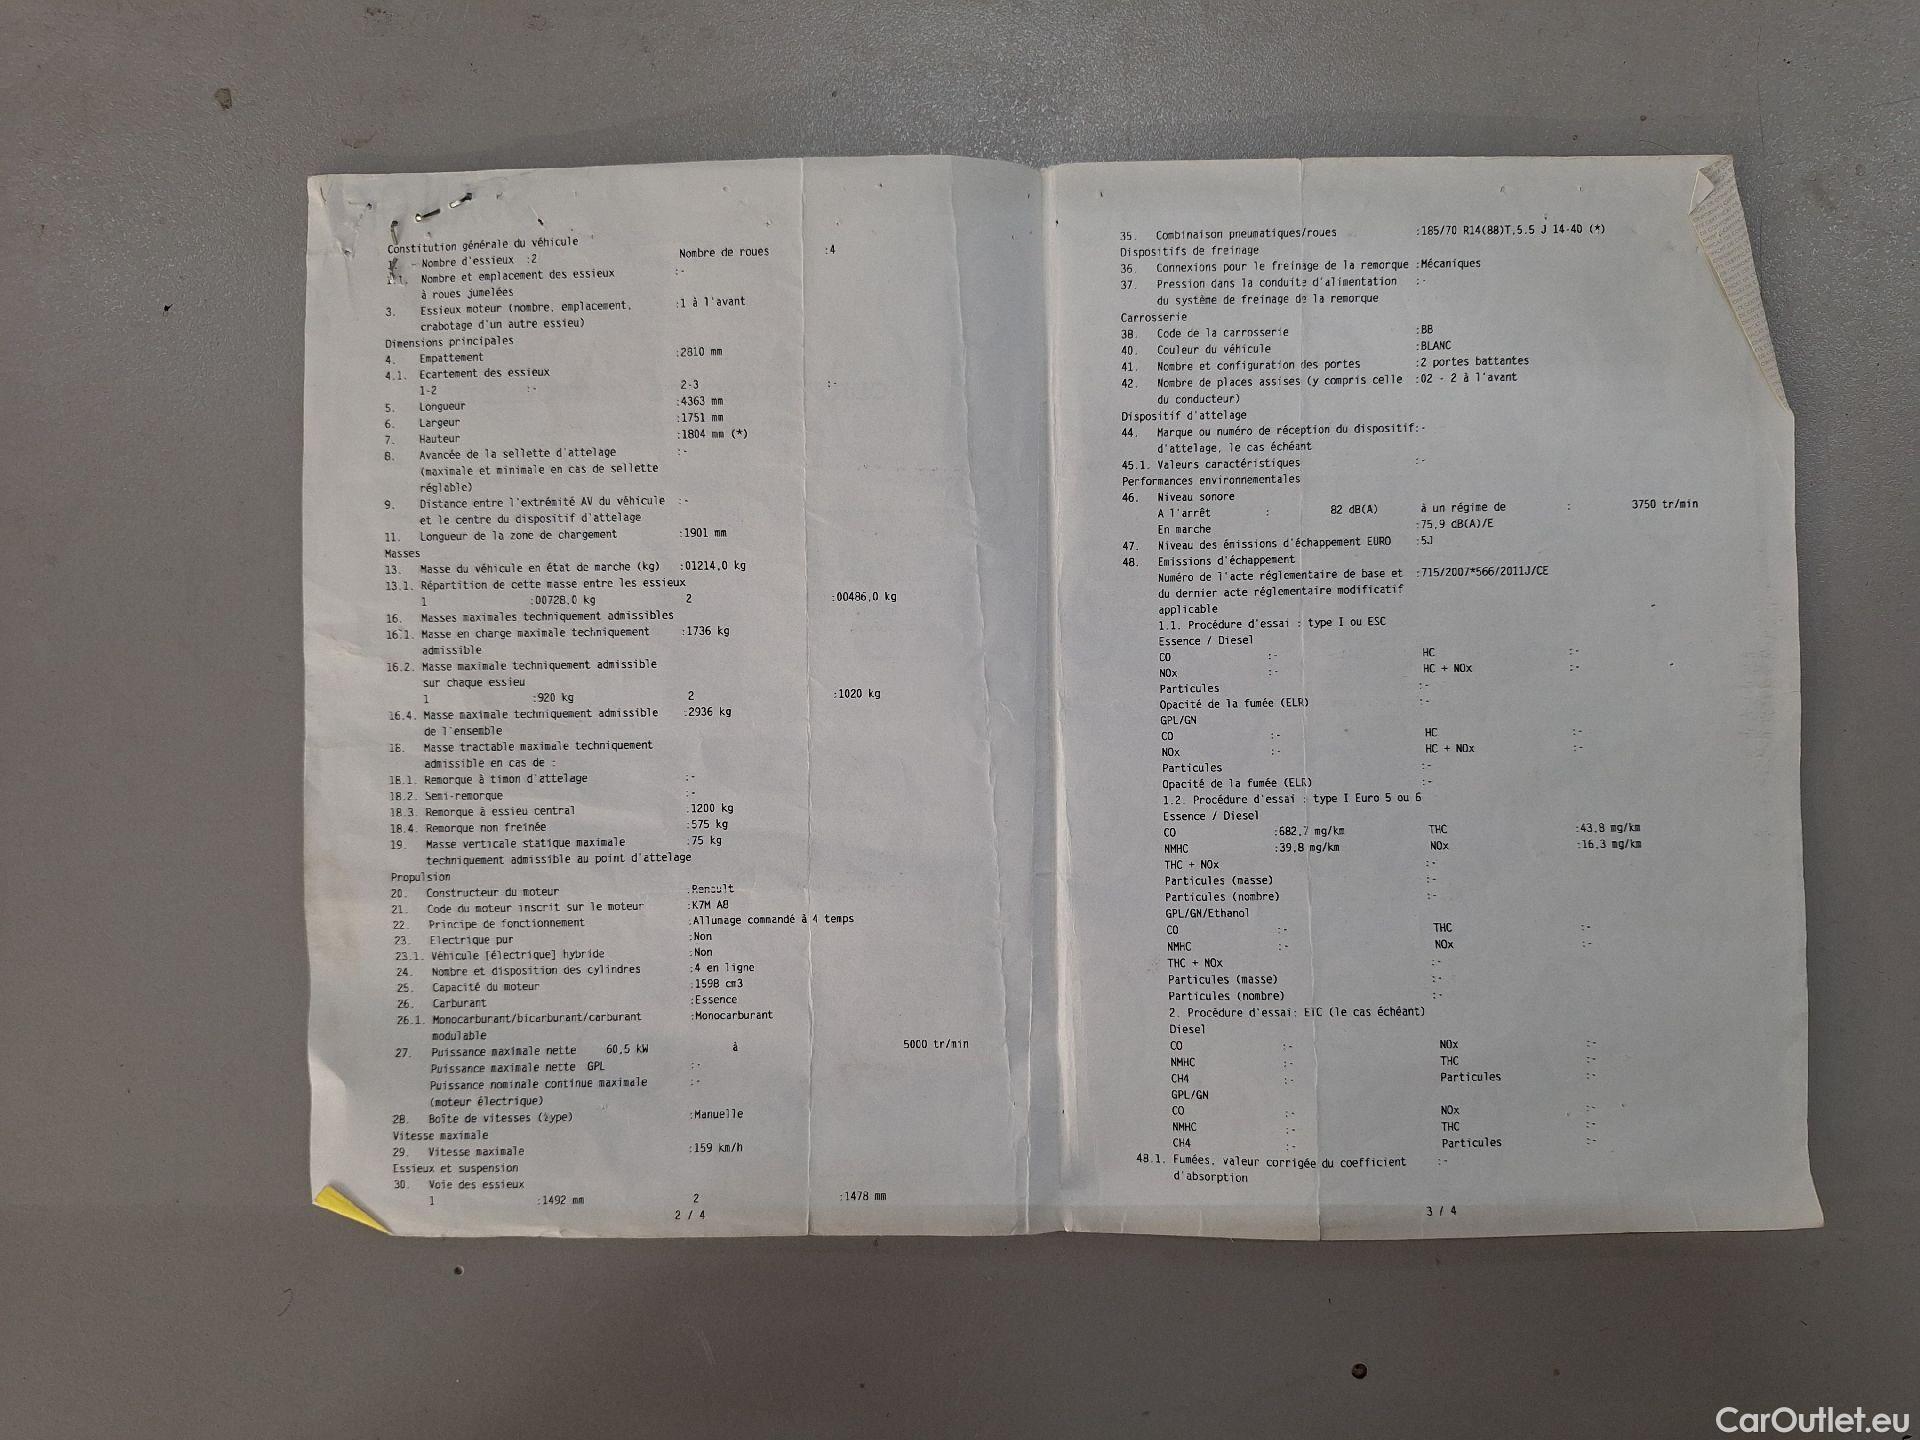 Constitution générale du véhicule
- Nombre d'essieux :2 Nombre de roues :4
Nombre et emplacement des essieux :-
à roues jumelées
3. Essieux moteur (nombre, emplacement, :1 à l'avant
crabotage d'un autre essieu)
Dimensions principales
4. Empattement :2810 mm
4.1. Ecartement des essieux
1-2 :- 2-3 :-
5. Longueur :4363 mm
6. Largeur :1751 mm
7. Hauteur :1804 mm (*)
8. Avancée de la sellette d'attelage :-
(maximale et minimale en cas de sellette
réglable)
9. Distance entre l'extrémité AV du véhicule :-
et le centre du dispositif d'attelage
11. Longueur de la zone de chargement :1901 mm
Masses
13. Masse du véhicule en état de marche (kg) :01214,0 kg
13.1. Répartition de cette masse entre les essieux
1 :00728,0 kg 2 :00486,0 kg
16. Masses maximales techniquement admissibles
16.1. Masse en charge maximale techniquement :1736 kg
admissible
16.2. Masse maximale techniquement admissible
sur chaque essieu
1 :920 kg 2 :1020 kg
16.4. Masse maximale techniquement admissible :2936 kg
de l'ensemble
18. Masse tractable maximale techniquement
admissible en cas de :
18.1. Remorque à timon d'attelage :-
18.2. Semi-remorque :-
18.3. Remorque à essieu central :1200 kg
18.4. Remorque non freinée :575 kg
19. Masse verticale statique maximale :75 kg
techniquement admissible au point d'attelage
Propulsion
20. Constructeur du moteur :Renault
21. Code du moteur inscrit sur le moteur :K7M A8
22. Principe de fonctionnement :Allumage commandé à 4 temps
23. Electrique pur :Non
23.1. Véhicule [électrique] hybride :Non
24. Nombre et disposition des cylindres :4 en ligne
25. Capacité du moteur :1598 cm3
26. Carburant :Essence
26.1. Monocarburant/bicarburant/carburant :Monocarburant
modulable
27. Puissance maximale nette 60,5 kW à 5000 tr/min
Puissance maximale nette GPL :-
Puissance nominale continue maximale :-
(moteur électrique)
28. Boîte de vitesses (type) :Manuelle
Vitesse maximale
29. Vitesse maximale :159 km/h
Essieux et suspension
30. Voie des essieux
1 :1492 mm 2 :1478 mm
2 / 4
35. Combinaison pneumatiques/roues :185/70 R14(88)T,5.5 J 14-40 (*)
Dispositifs de freinage
36. Connexions pour le freinage de la remorque :Mécaniques
37. Pression dans la conduite d'alimentation :-
du système de freinage de la remorque
Carrosserie
38. Code de la carrosserie :BB
40. Couleur du véhicule :BLANC
41. Nombre et configuration des portes :2 portes battantes
42. Nombre de places assises (y compris celle :02 - 2 à l'avant
du conducteur)
Dispositif d'attelage
44. Marque ou numéro de réception du dispositif:-
d'attelage, le cas échéant
45.1. Valeurs caractéristiques :-
Performances environnementales
46. Niveau sonore
A l'arrêt : 82 dB(A) à un régime de : 3750 tr/min
En marche :75,9 dB(A)/E
47. Niveau des émissions d'échappement EURO :5J
48. Emissions d'échappement
Numéro de l'acte réglementaire de base et :715/2007*566/2011J/CE
du dernier acte réglementaire modificatif
applicable
1.1. Procédure d'essai : type I ou ESC
Essence / Diesel
CO :- HC :-
NOx :- HC + NOx :-
Particules :-
Opacité de la fumée (ELR) :-
GPL/GN
CO :- HC :-
NOx :- HC + NOx :-
Particules :-
Opacité de la fumée (ELR) :-
1.2. Procédure d'essai : type I Euro 5 ou 6
Essence / Diesel
CO :682,7 mg/km THC :43,8 mg/km
NMHC :39,8 mg/km NOx :16,3 mg/km
THC + NOx :-
Particules (masse) :-
Particules (nombre) :-
GPL/GN/Ethanol
CO :- THC :-
NMHC :- NOx :-
THC + NOx :-
Particules (masse) :-
Particules (nombre) :-
2. Procédure d'essai: ETC (le cas échéant)
Diesel
CO :- NOx :-
NMHC :- THC :-
CH4 :- Particules :-
GPL/GN
CO :- NOx :-
NMHC :- THC :-
CH4 :- Particules :-
48.1. Fumées, valeur corrigée du coefficient :-
d'absorption
3 / 4
CarOutlet.eu